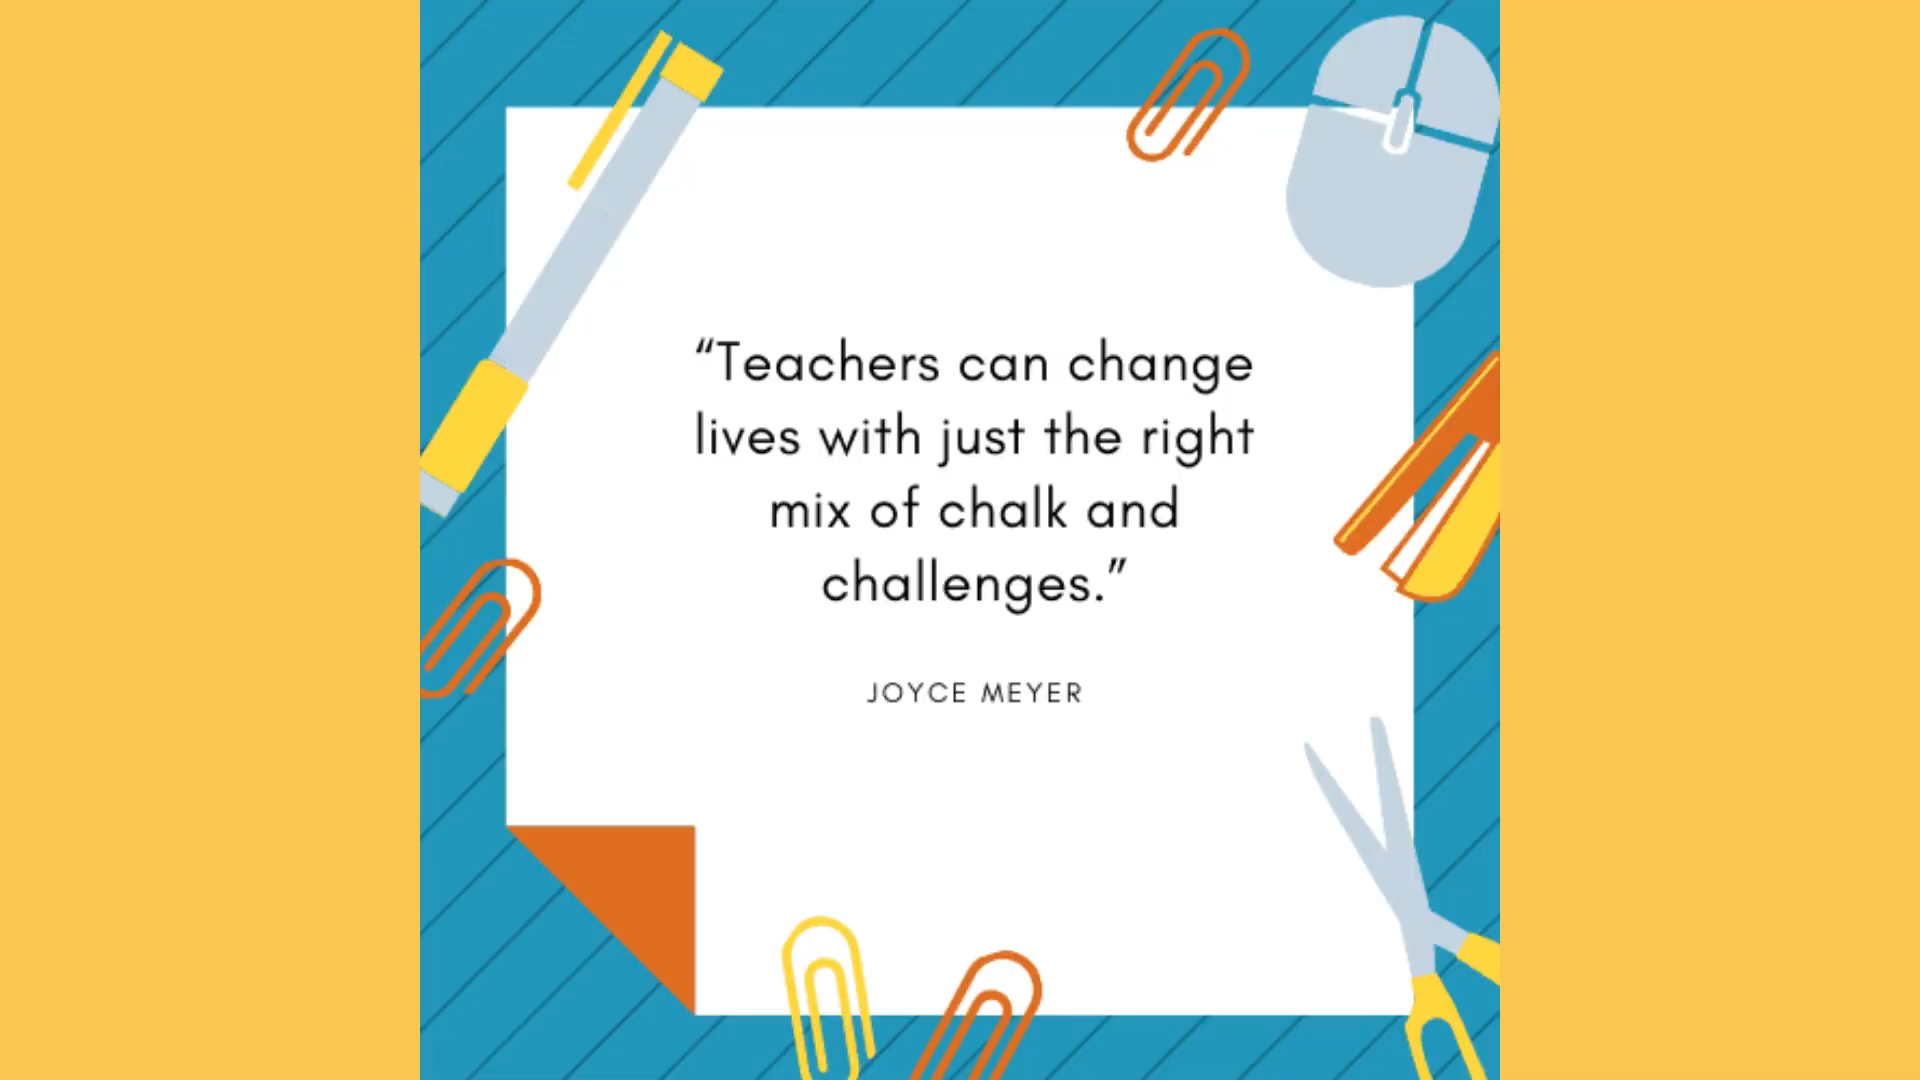 “Teachers can change
lives with just the right
mix of chalk and
challenges.”
JOYCE MEYER